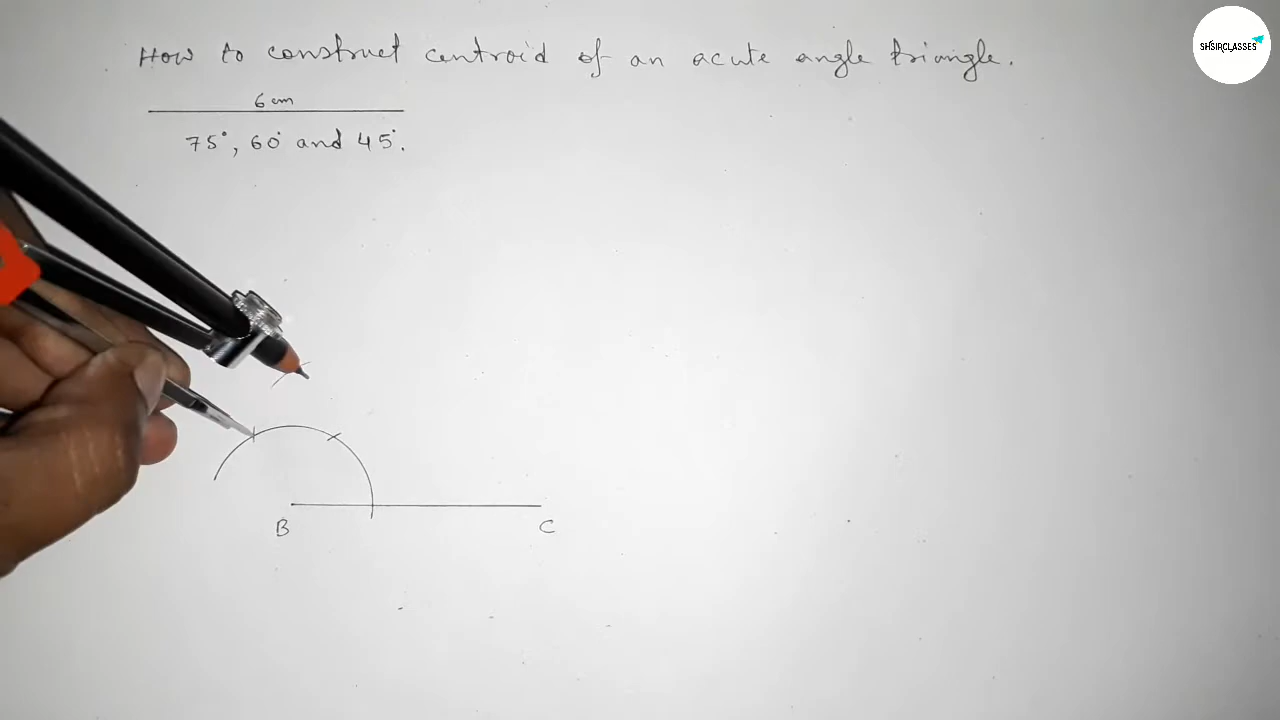 How to construct centroid of an acute angle triangle.
6 cm
75°, 60° and 45°.
B
C
SHSIRCLASSES